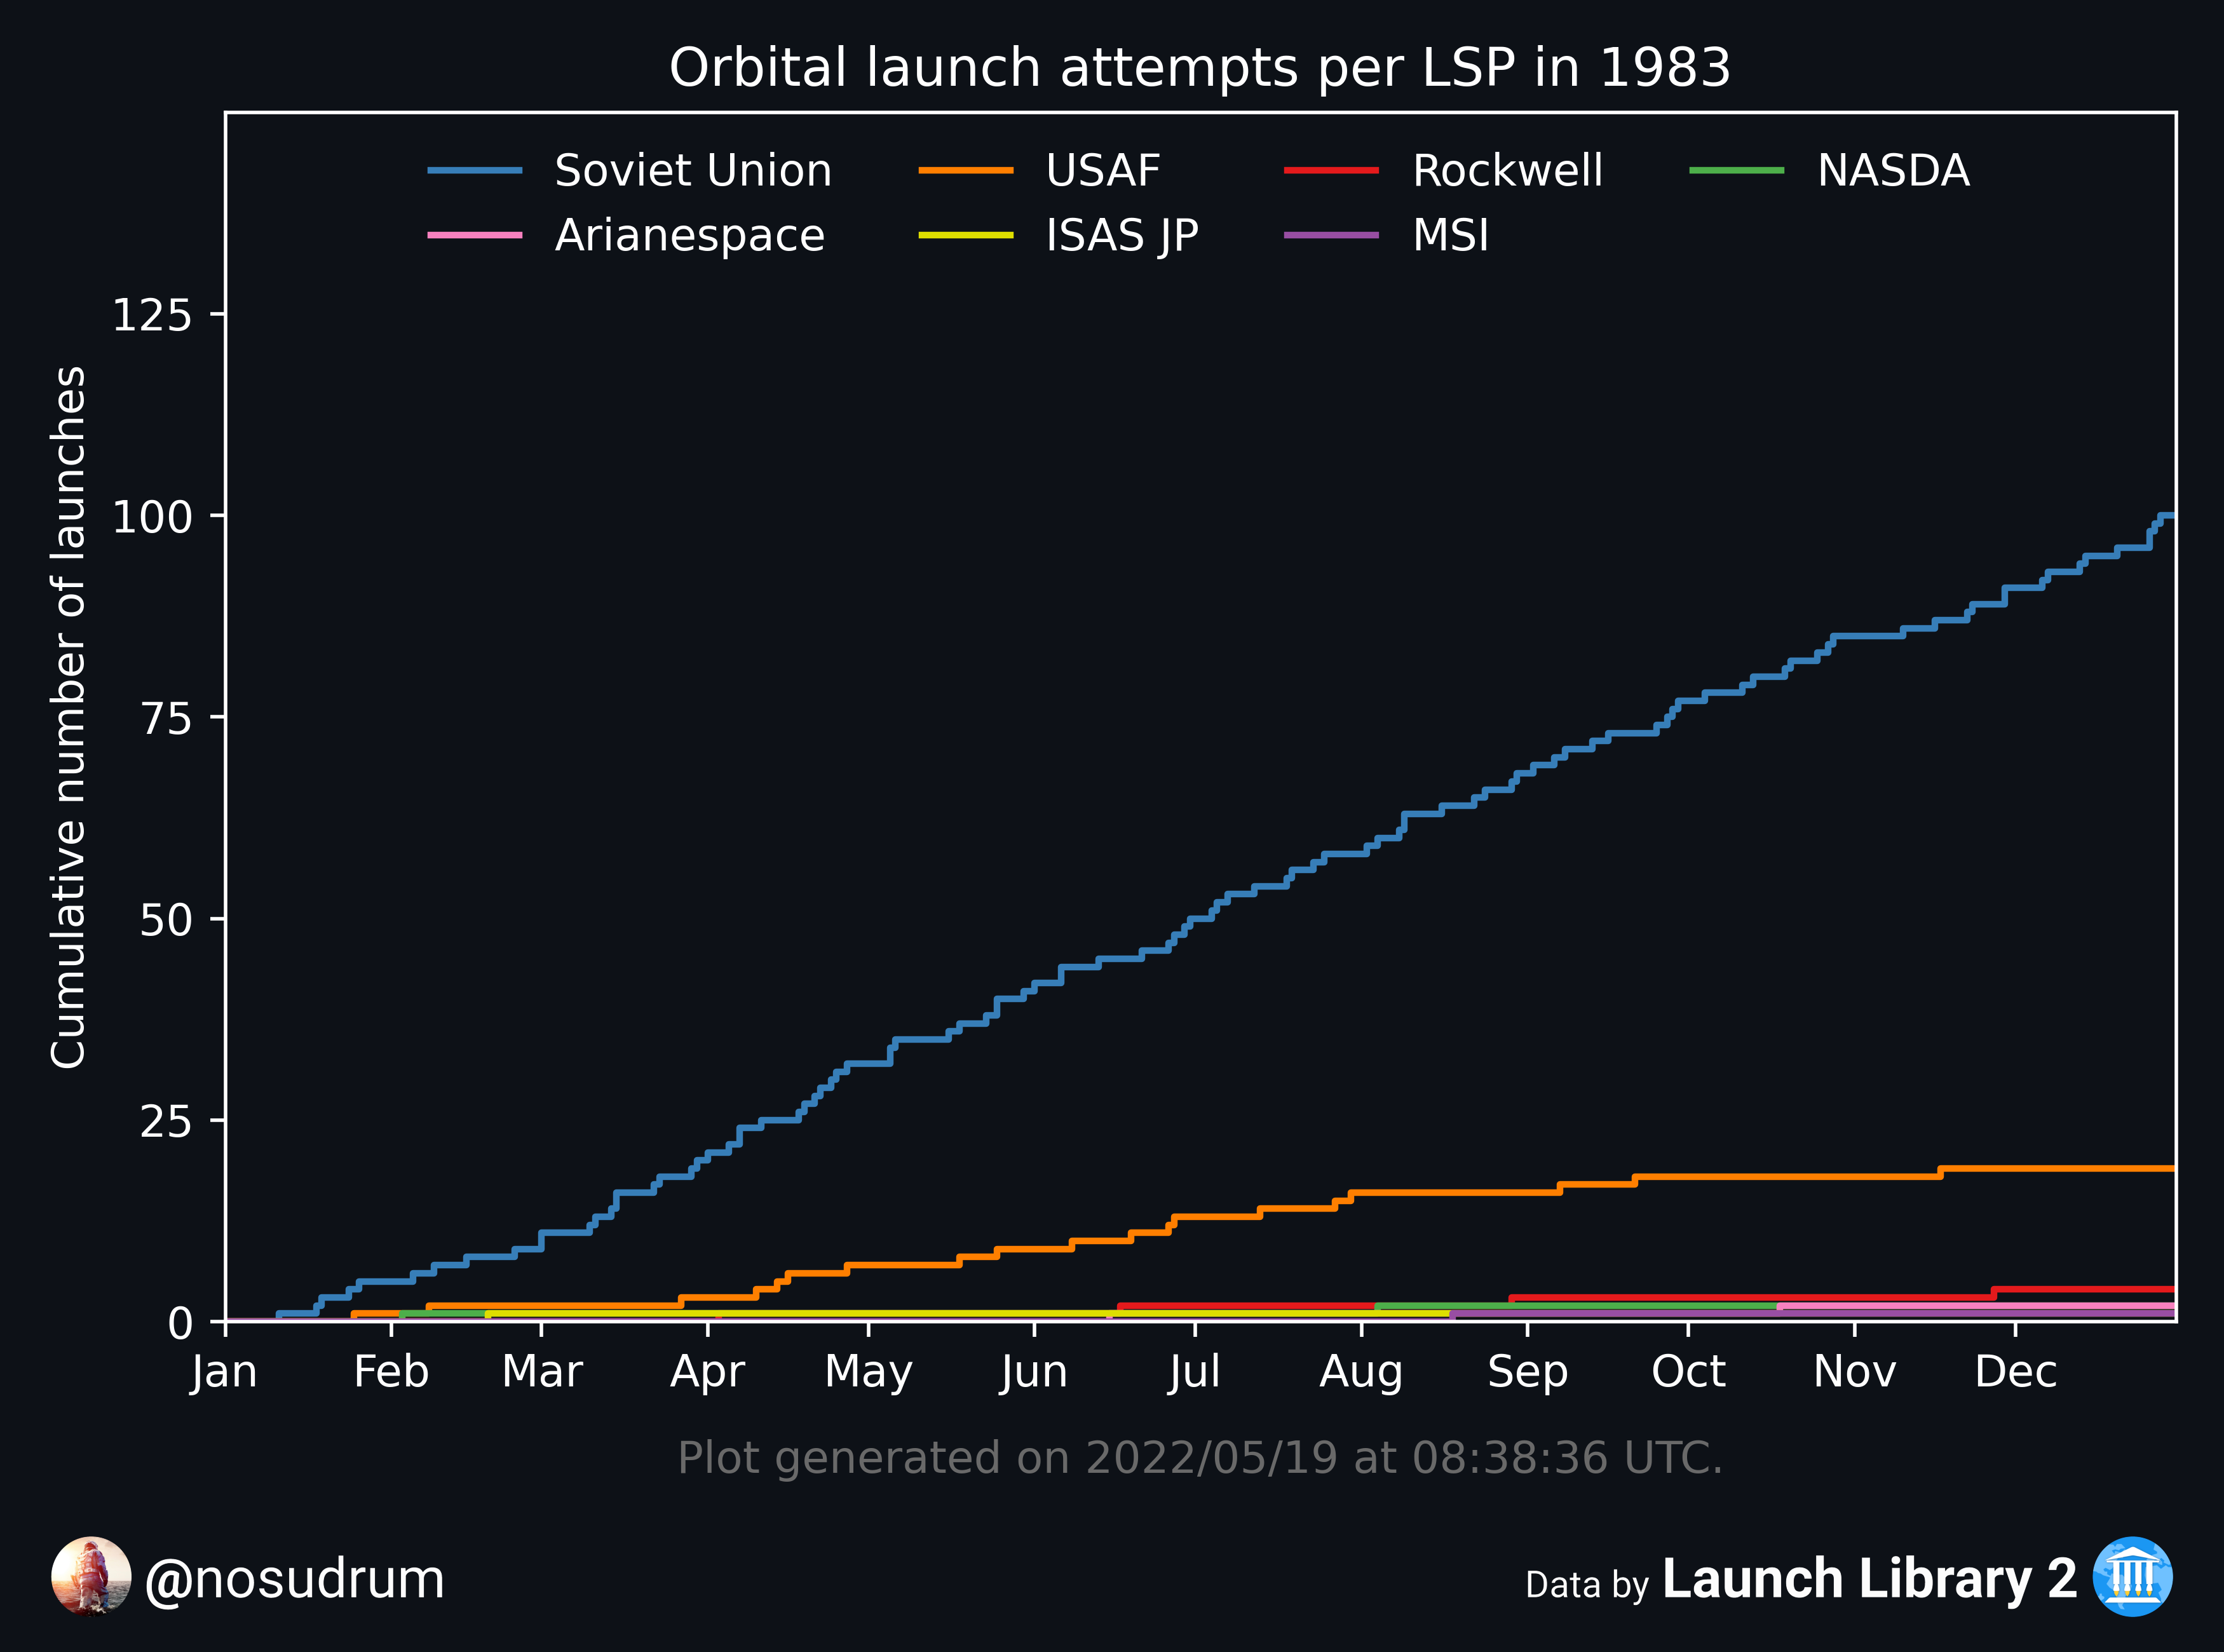 Orbital launch attempts per LSP in 1983
Soviet Union USAF Rockwell NASDA
Arianespace ISAS JP MSI
Cumulative number of launches
125
100
75
50
25
0
Jan Feb Mar Apr May Jun Jul Aug Sep Oct Nov Dec
Plot generated on 2022/05/19 at 08:38:36 UTC.
@nosudrum
Data by Launch Library 2